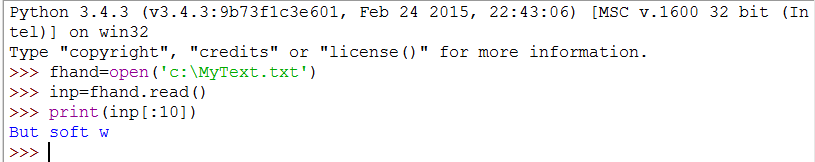 Python 3.4.3 (v3.4.3:9b73f1c3e601, Feb 24 2015, 22:43:06) [MSC v.1600 32 bit (In
tel)] on win32
Type "copyright", "credits" or "license()" for more information.
>>> fhand=open('c:\MyText.txt')
>>> inp=fhand.read()
>>> print(inp[:10])
But soft w
>>>